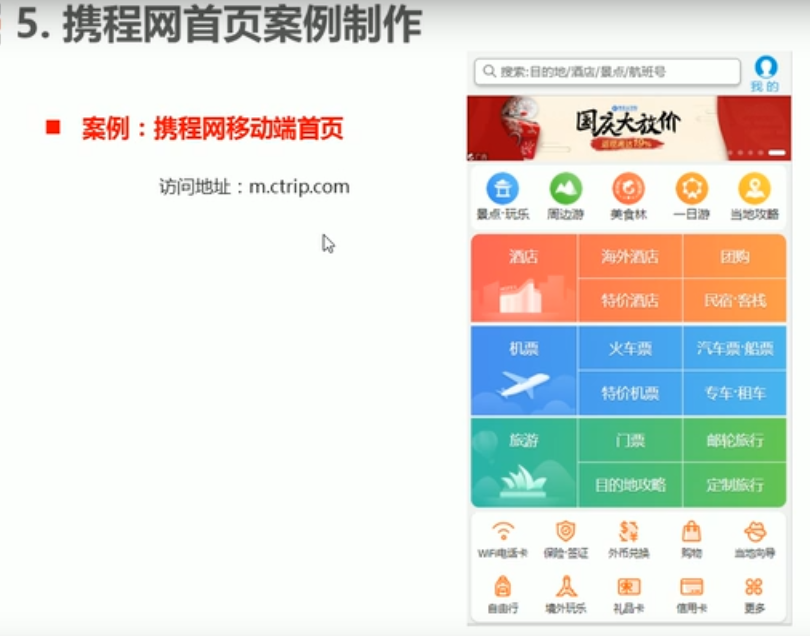 5. 携程网首页案例制作
案例：携程网移动端首页
访问地址：m.ctrip.com
搜索:目的地/酒店/景点/航班号
我的
国庆大放价
景点·玩乐 周边游 美食林 一日游 当地攻略
酒店 海外酒店 团购
特价酒店 民宿·客栈
机票 火车票 汽车票·船票
特价机票 专车·租车
旅游 门票 邮轮旅行
目的地攻略 定制旅行
WiFi电话卡 保险·签证 外币兑换 购物 当地向导
自由行 境外玩乐 礼品卡 信用卡 更多